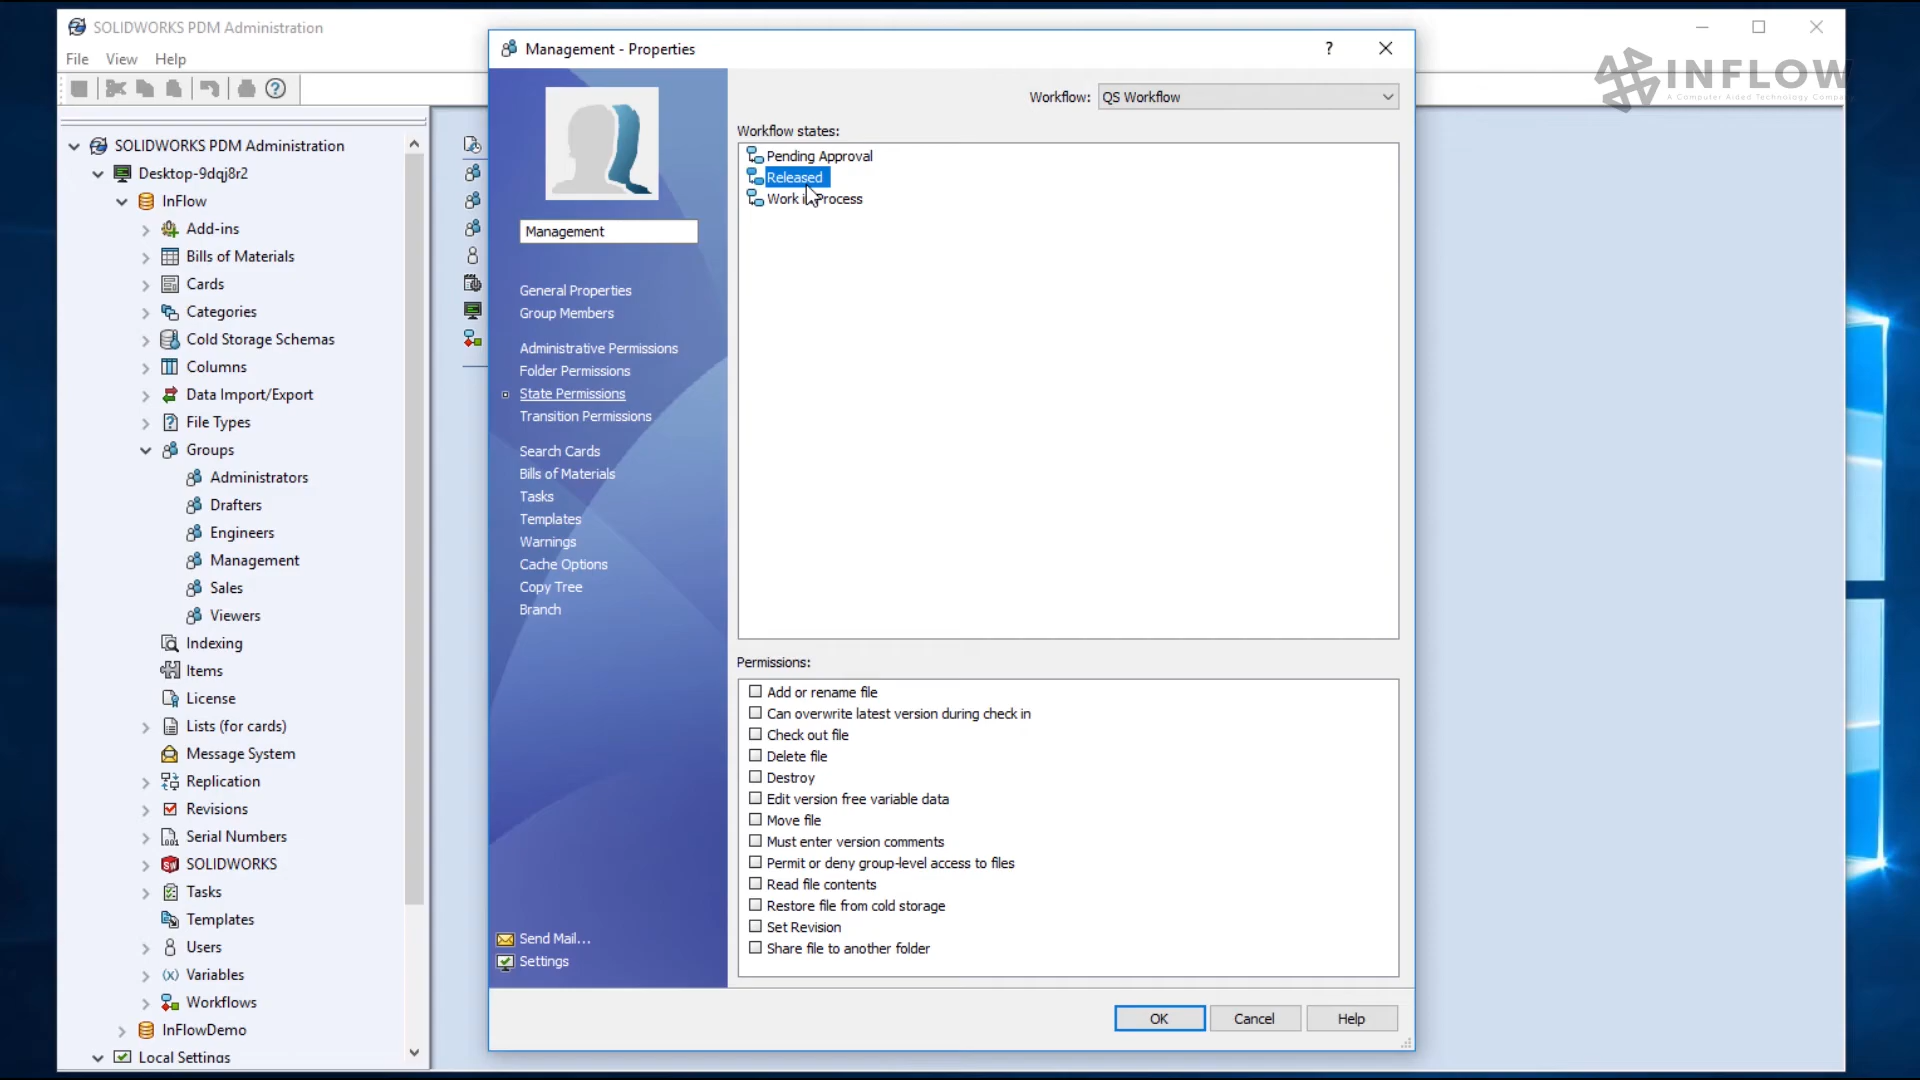 SOLIDWORKS PDM Administration
File View Help
INFLOW
A Computer Aided Technology Company
SOLIDWORKS PDM Administration
Desktop-9dqj8r2
InFlow
Add-ins
Bills of Materials
Cards
Categories
Cold Storage Schemas
Columns
Data Import/Export
File Types
Groups
Administrators
Drafters
Engineers
Management
Sales
Viewers
Indexing
Items
License
Lists (for cards)
Message System
Replication
Revisions
Serial Numbers
SOLIDWORKS
Tasks
Templates
Users
Variables
Workflows
InFlowDemo
Local Settings
Management - Properties
Management
General Properties
Group Members
Administrative Permissions
Folder Permissions
State Permissions
Transition Permissions
Search Cards
Bills of Materials
Tasks
Templates
Warnings
Cache Options
Copy Tree
Branch
Send Mail...
Settings
Workflow: QS Workflow
Workflow states:
Pending Approval
Released
Work in Process
Permissions:
Add or rename file
Can overwrite latest version during check in
Check out file
Delete file
Destroy
Edit version free variable data
Move file
Must enter version comments
Permit or deny group-level access to files
Read file contents
Restore file from cold storage
Set Revision
Share file to another folder
OK Cancel Help